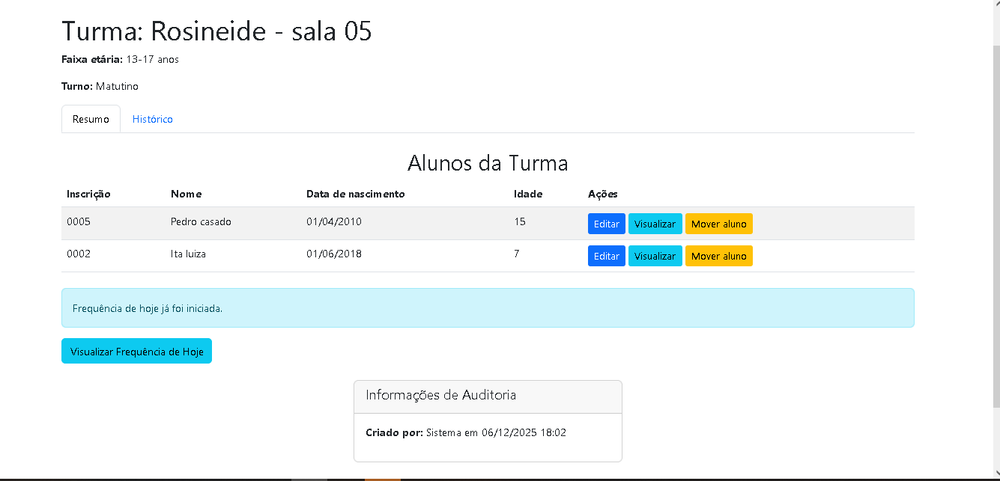 Turma: Rosineide - sala 05
Faixa etária: 13-17 anos
Turno: Matutino
Resumo Histórico
Alunos da Turma
Inscrição Nome Data de nascimento Idade Ações
0005 Pedro casado 01/04/2010 15 Editar Visualizar Mover aluno
0002 Ita luiza 01/06/2018 7 Editar Visualizar Mover aluno
Frequência de hoje já foi iniciada.
Visualizar Frequência de Hoje
Informações de Auditoria
Criado por: Sistema em 06/12/2025 18:02